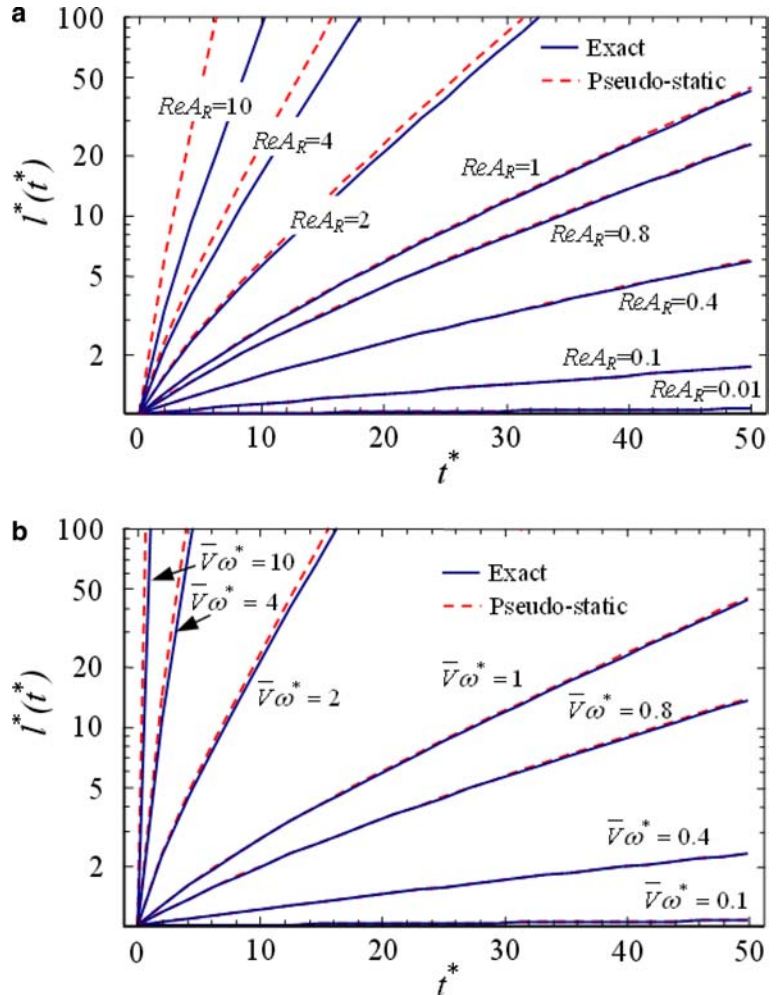 a
100
50
20
10
5
2
l*(t*)
Exact
Pseudo-static
ReA_R=10
ReA_R=4
ReA_R=2
ReA_R=1
ReA_R=0.8
ReA_R=0.4
ReA_R=0.1
ReA_R=0.01
0 10 20 30 40 50
t*
b
100
50
20
10
5
2
l*(t*)
Exact
Pseudo-static
V̅ω* = 10
V̅ω* = 4
V̅ω* = 2
V̅ω* = 1
V̅ω* = 0.8
V̅ω* = 0.4
V̅ω* = 0.1
0 10 20 30 40 50
t*